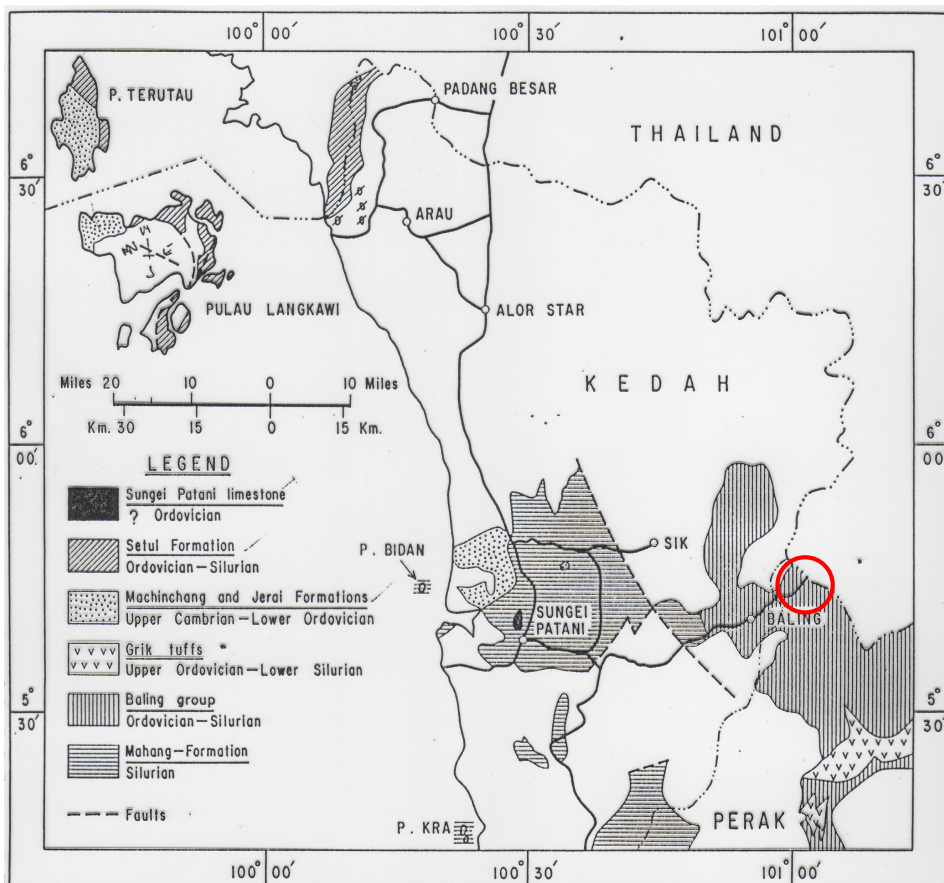 100° 00'
100° 30'
101° 00'
P. TERUTAU
PADANG BESAR
THAILAND
6°
30'
6°
30'
ARAU
PULAU LANGKAWI
ALOR STAR
Miles 20 10 0 10 Miles
Km. 30 15 0 15 Km.
KEDAH
6°
00'
6°
00'
LEGEND
Sungei Patani limestone
? Ordovician
Setul Formation
Ordovician–Silurian
Machinchang and Jerai Formations
Upper Cambrian–Lower Ordovician
Grik tuffs
Upper Ordovician–Lower Silurian
Baling group
Ordovician–Silurian
Mahang–Formation
Silurian
Faults
P. BIDAN
SIK
SUNGEI
PATANI
BALING
5°
30'
5°
30'
P. KRA
PERAK
100° 00'
100° 30'
101° 00'